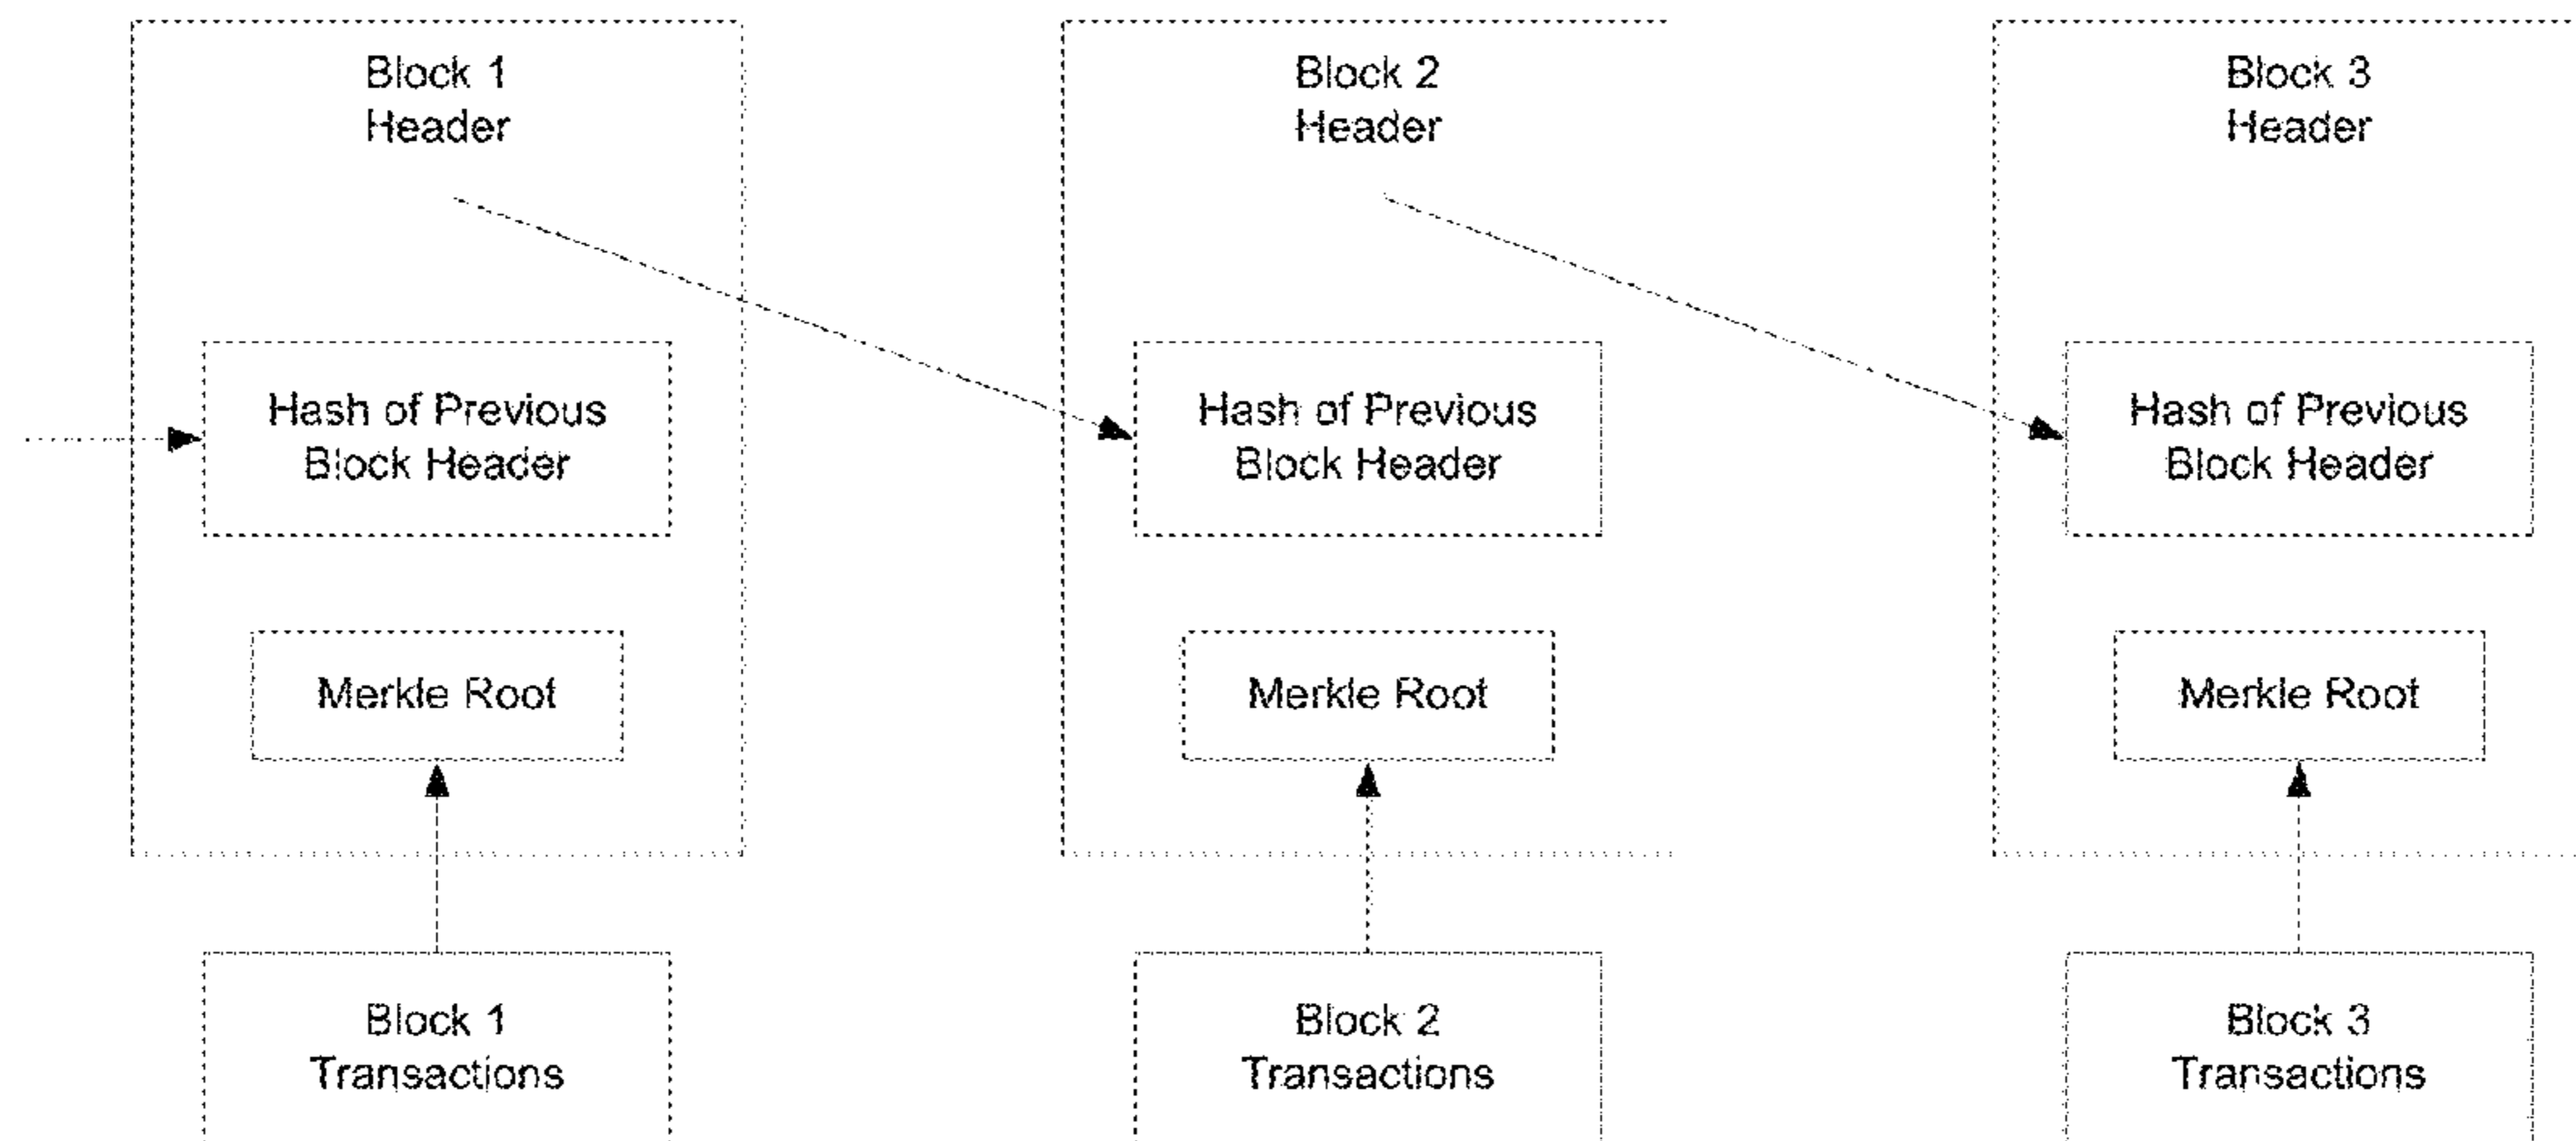 Block 1
Header
Hash of Previous
Block Header
Merkle Root
Block 1
Transactions
Block 2
Header
Hash of Previous
Block Header
Merkle Root
Block 2
Transactions
Block 3
Header
Hash of Previous
Block Header
Merkle Root
Block 3
Transactions